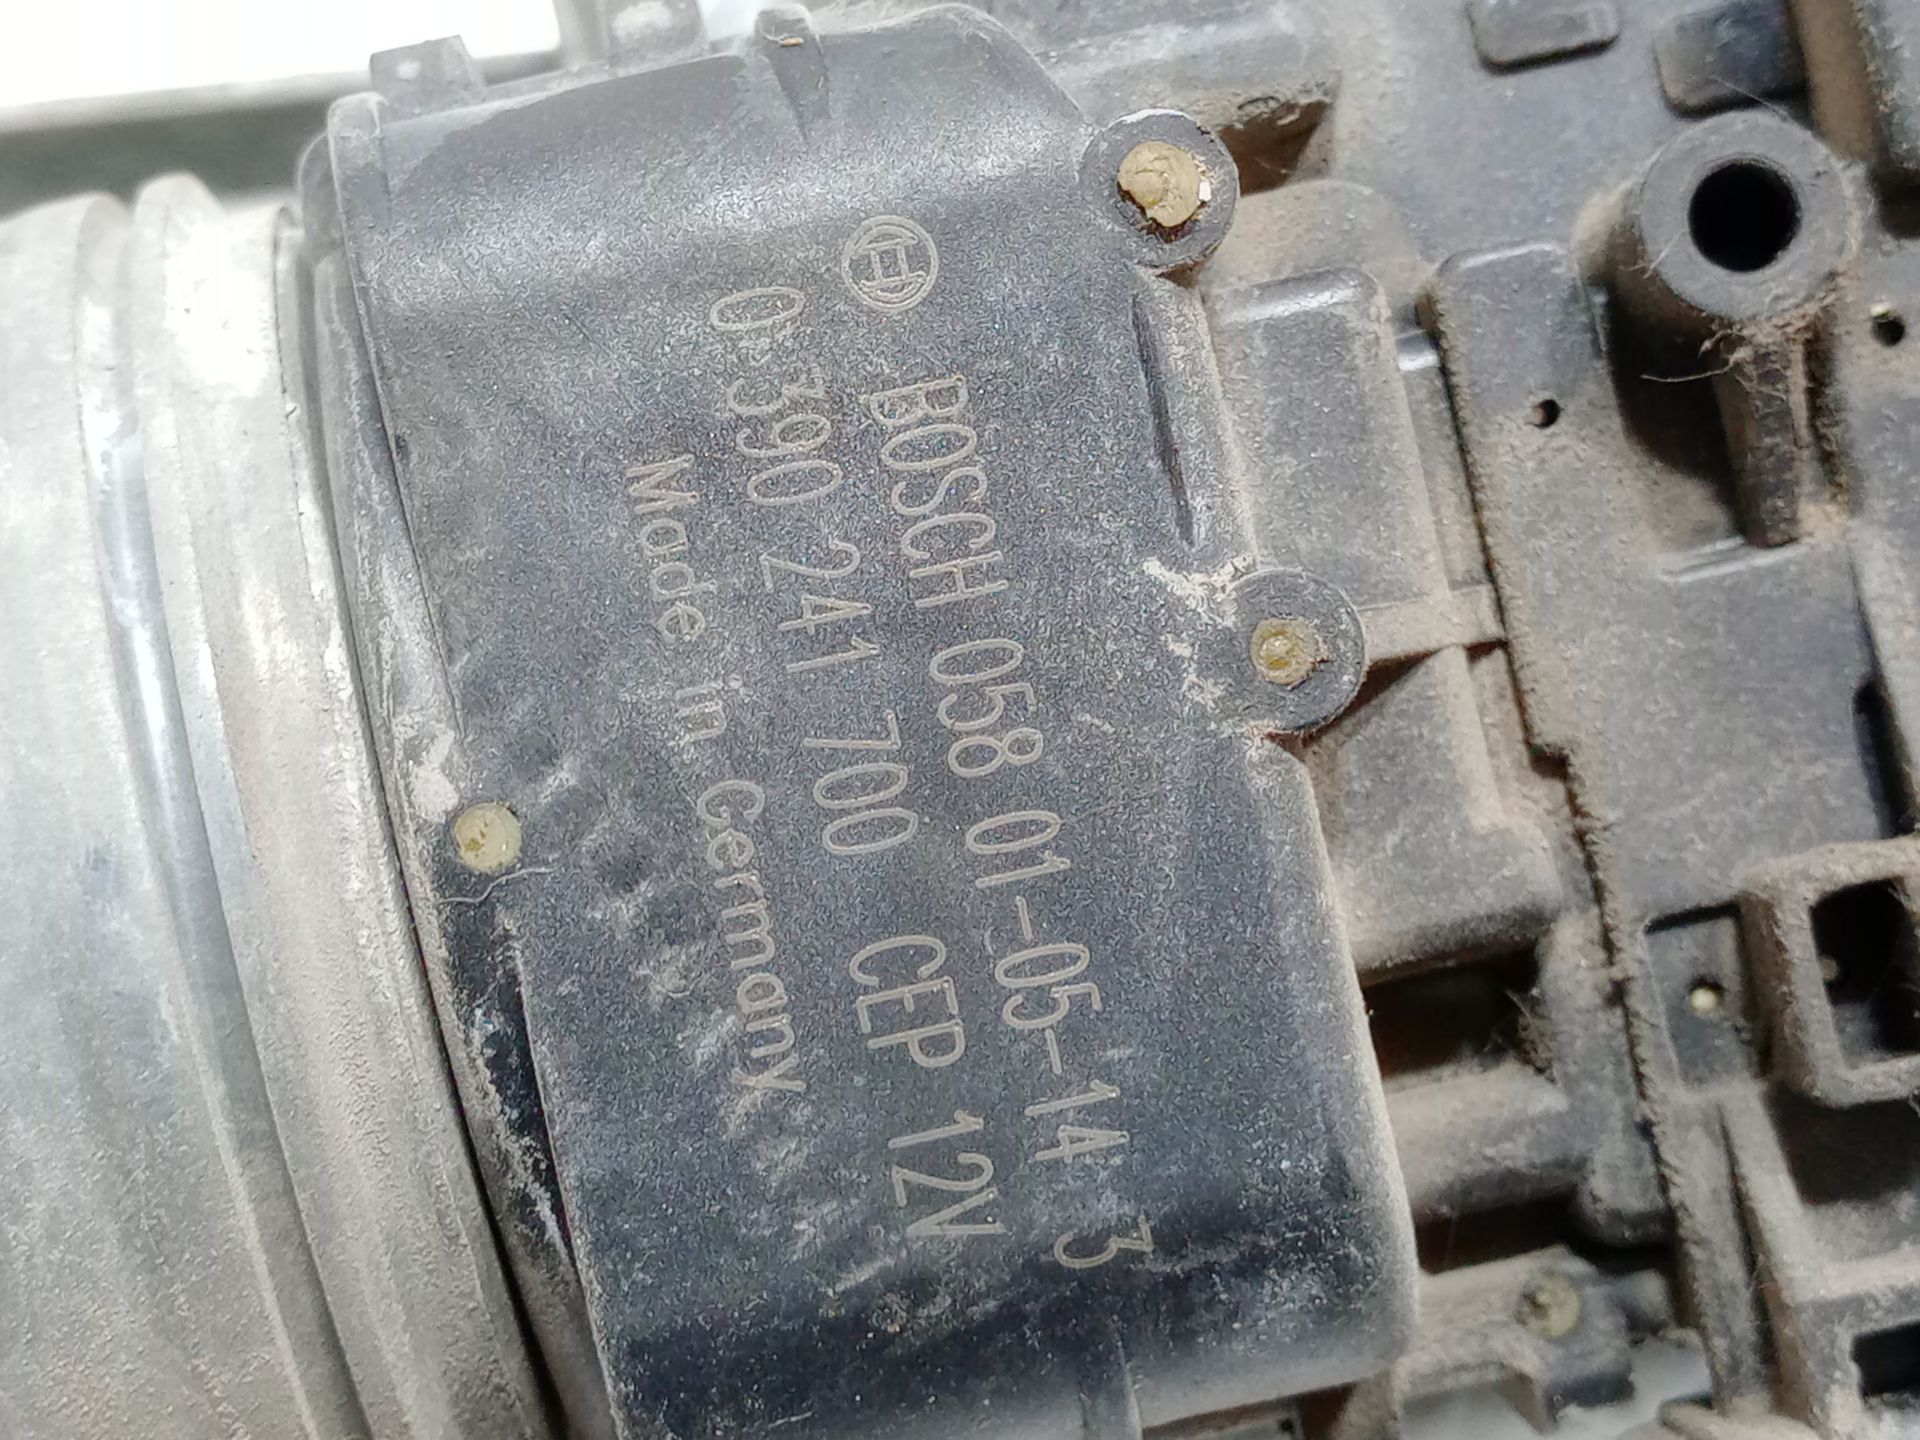 BOSCH 058 01-05-14 3
0 390 241 700 CEP 12V
Made in Germany